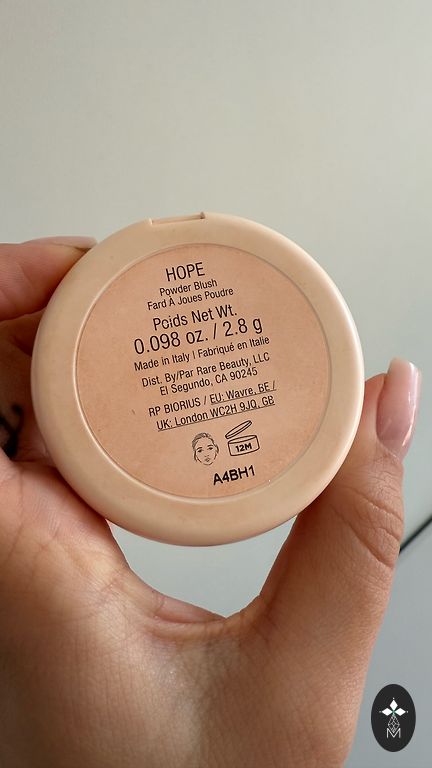 HOPE
Powder Blush
Fard À Joues Poudre
Poids Net Wt.
0.098 oz. / 2.8 g
Made in Italy | Fabriqué en Italie
Dist. By/Par Rare Beauty, LLC
El Segundo, CA 90245
RP BIORIUS / EU: Wavre, BE /
UK: London WC2H 9JQ, GB
12M
A4BH1
M